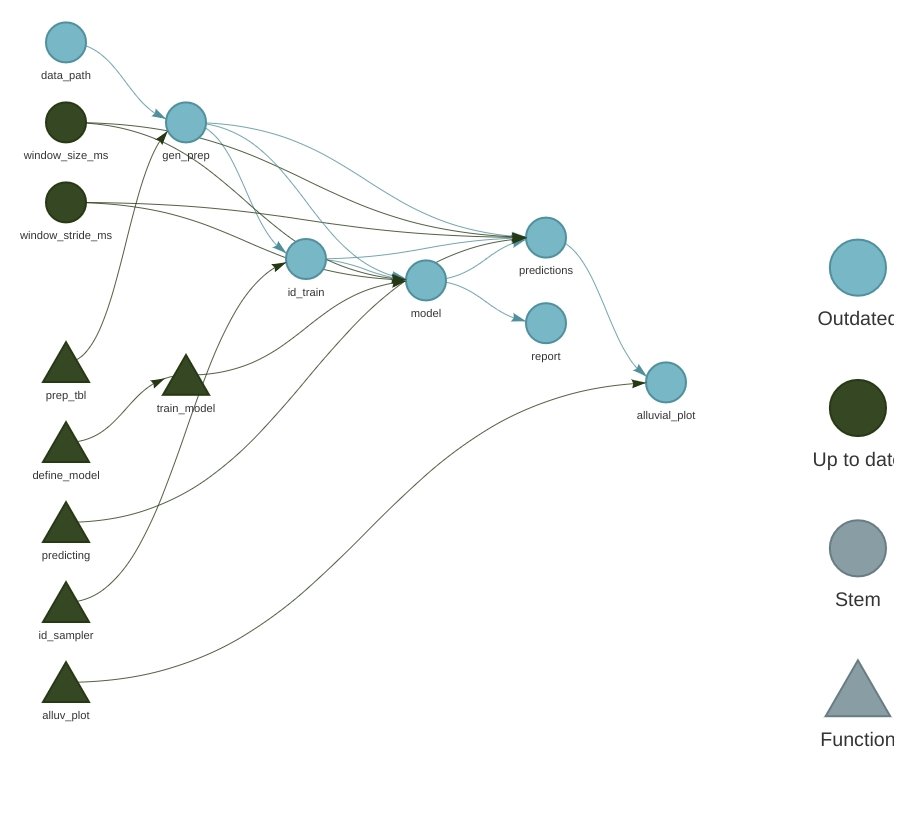 data_path
window_size_ms
gen_prep
window_stride_ms
predictions
id_train
model
Outdated
report
prep_tbl
train_model
alluvial_plot
define_model
Up to date
predicting
Stem
id_sampler
alluv_plot
Function